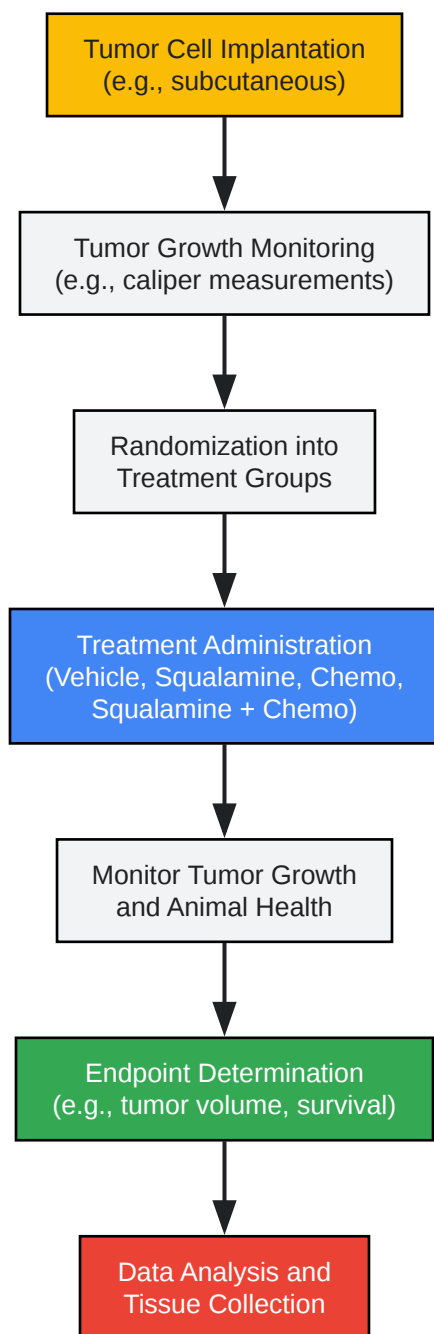 Tumor Cell Implantation
(e.g., subcutaneous)
Tumor Growth Monitoring
(e.g., caliper measurements)
Randomization into
Treatment Groups
Treatment Administration
(Vehicle, Squalamine, Chemo,
Squalamine + Chemo)
Monitor Tumor Growth
and Animal Health
Endpoint Determination
(e.g., tumor volume, survival)
Data Analysis and
Tissue Collection